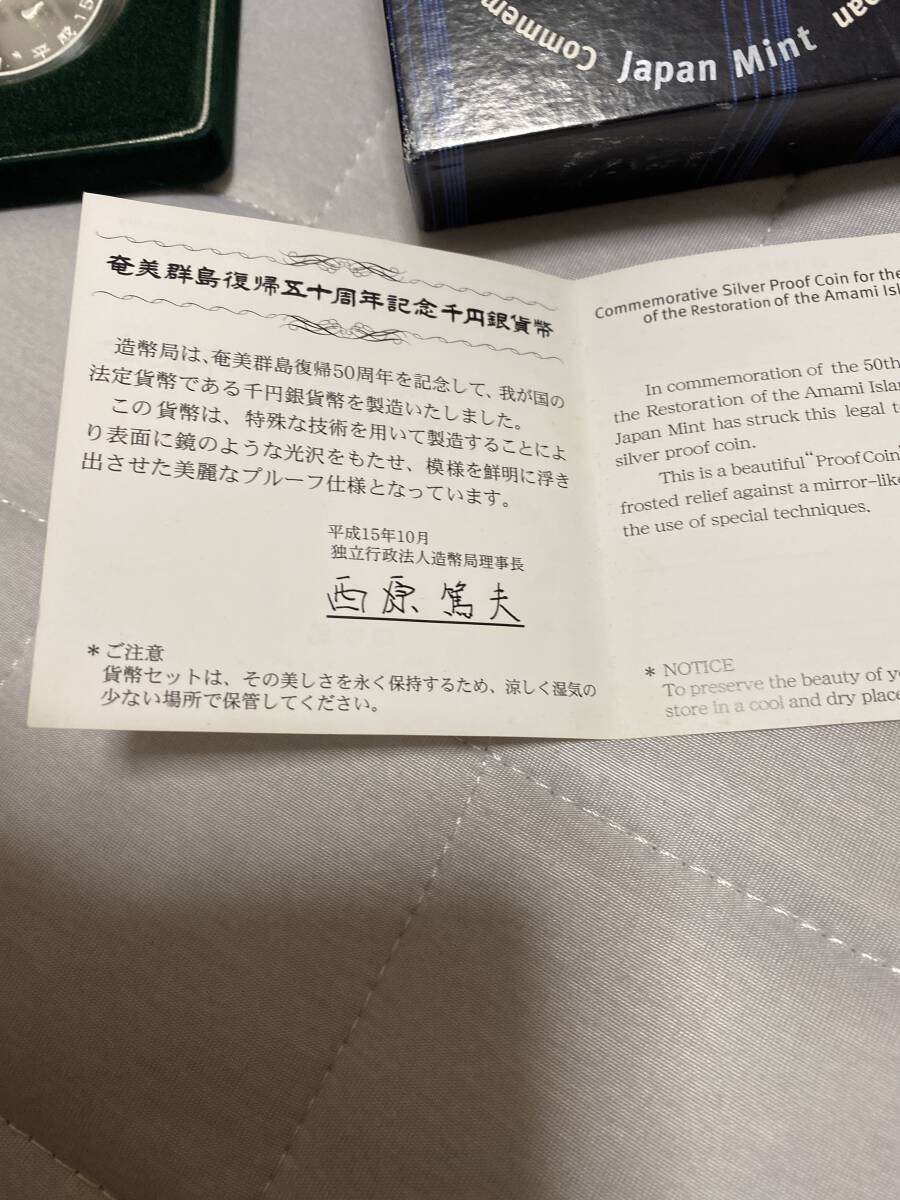 平成15
Commem
Japan Mint
pan
奄美群島復帰五十周年記念千円銀貨幣
造幣局は、奄美群島復帰50周年を記念して、我が国の
法定貨幣である千円銀貨幣を製造いたしました。
この貨幣は、特殊な技術を用いて製造することによ
り表面に鏡のような光沢をもたせ、模様を鮮明に浮き
出させた美麗なプルーフ仕様となっています。
平成15年10月
独立行政法人造幣局理事長
西原篤夫
＊ご注意
貨幣セットは、その美しさを永く保持するため、涼しく湿気の
少ない場所で保管してください。
Commemorative Silver Proof Coin for the
of the Restoration of the Amami Isl
In commemoration of the 50th
the Restoration of the Amami Islan
Japan Mint has struck this legal te
silver proof coin.
This is a beautiful “Proof Coin”
frosted relief against a mirror-like
the use of special techniques.
* NOTICE
To preserve the beauty of yo
store in a cool and dry place